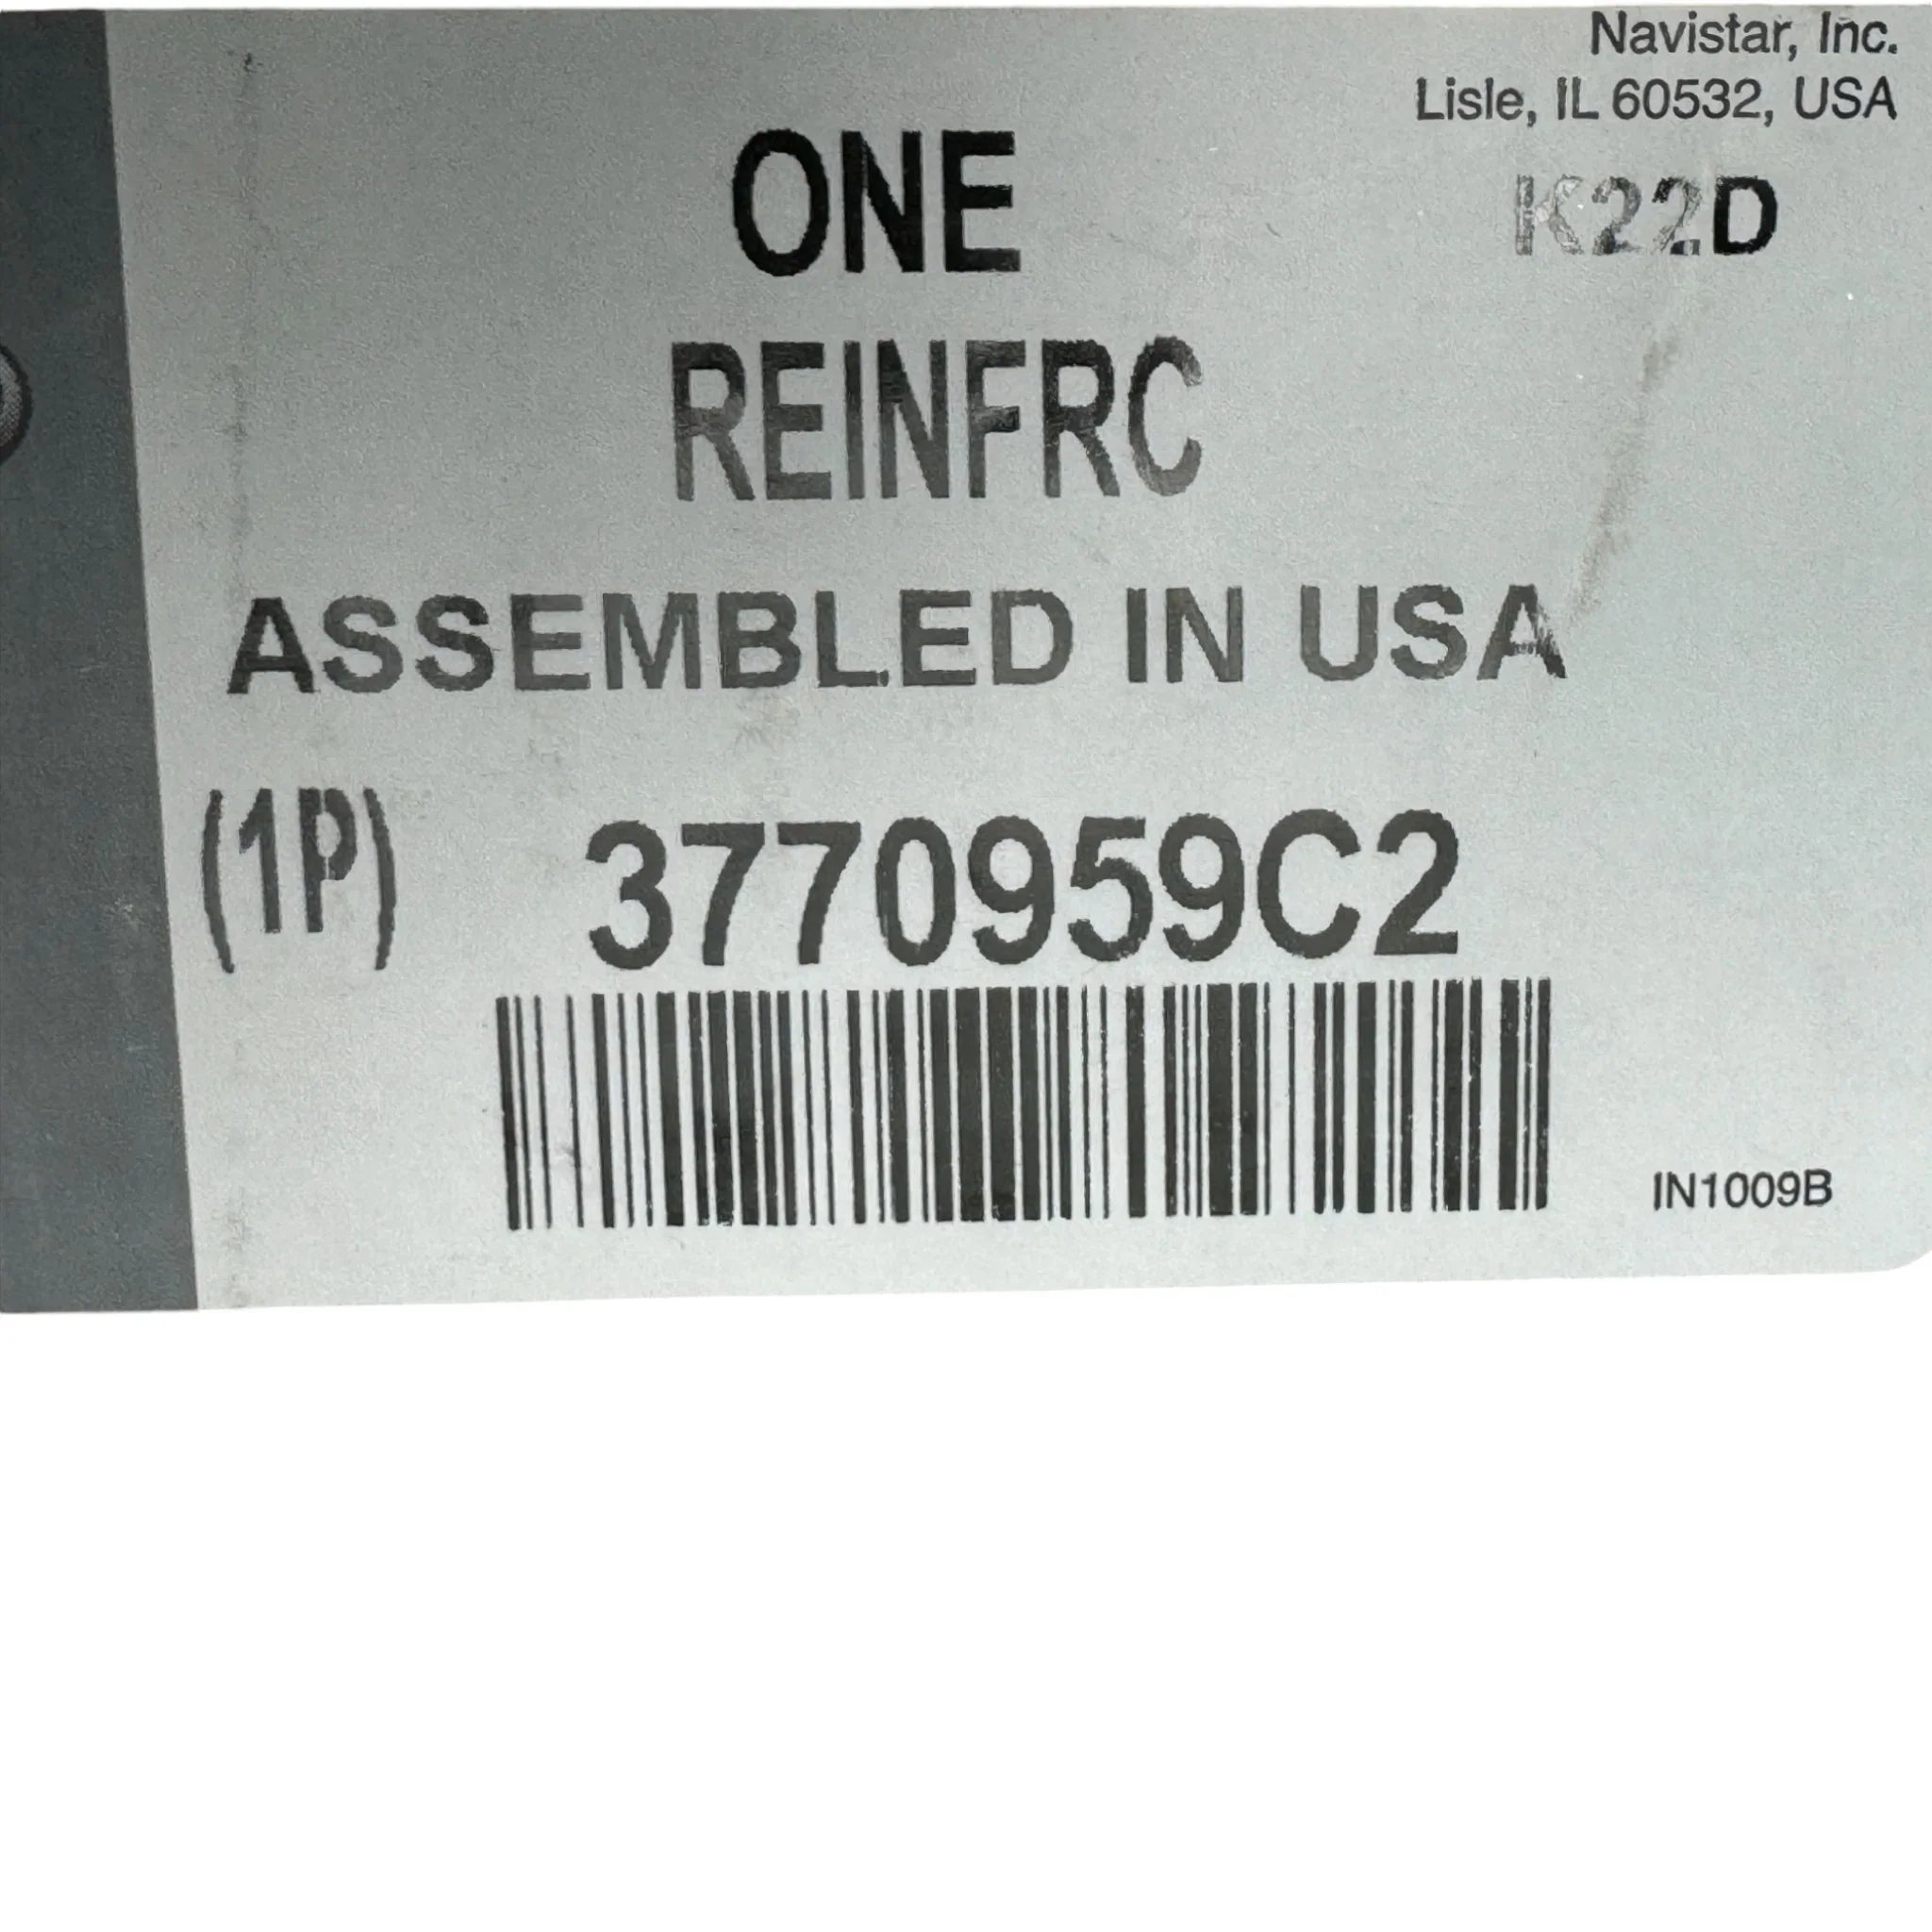 Navistar, Inc.
Lisle, IL 60532, USA
ONE
K22D
REINFRC
ASSEMBLED IN USA
(1P) 3770959C2
IN1009B